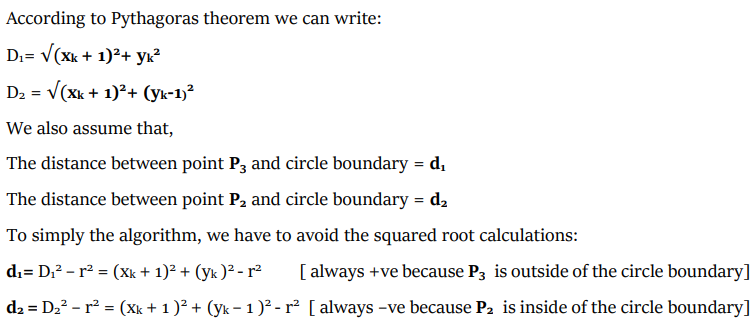 According to Pythagoras theorem we can write:
D₁= √(xₖ + 1)²+ yₖ²
D₂ = √(xₖ + 1)²+ (yₖ-1)²
We also assume that,
The distance between point P₃ and circle boundary = d₁
The distance between point P₂ and circle boundary = d₂
To simply the algorithm, we have to avoid the squared root calculations:
d₁= D₁² – r² = (xₖ + 1)² + (yₖ )² - r² [ always +ve because P₃ is outside of the circle boundary]
d₂ = D₂² – r² = (xₖ + 1 )² + (yₖ – 1 )² - r² [ always –ve because P₂ is inside of the circle boundary]